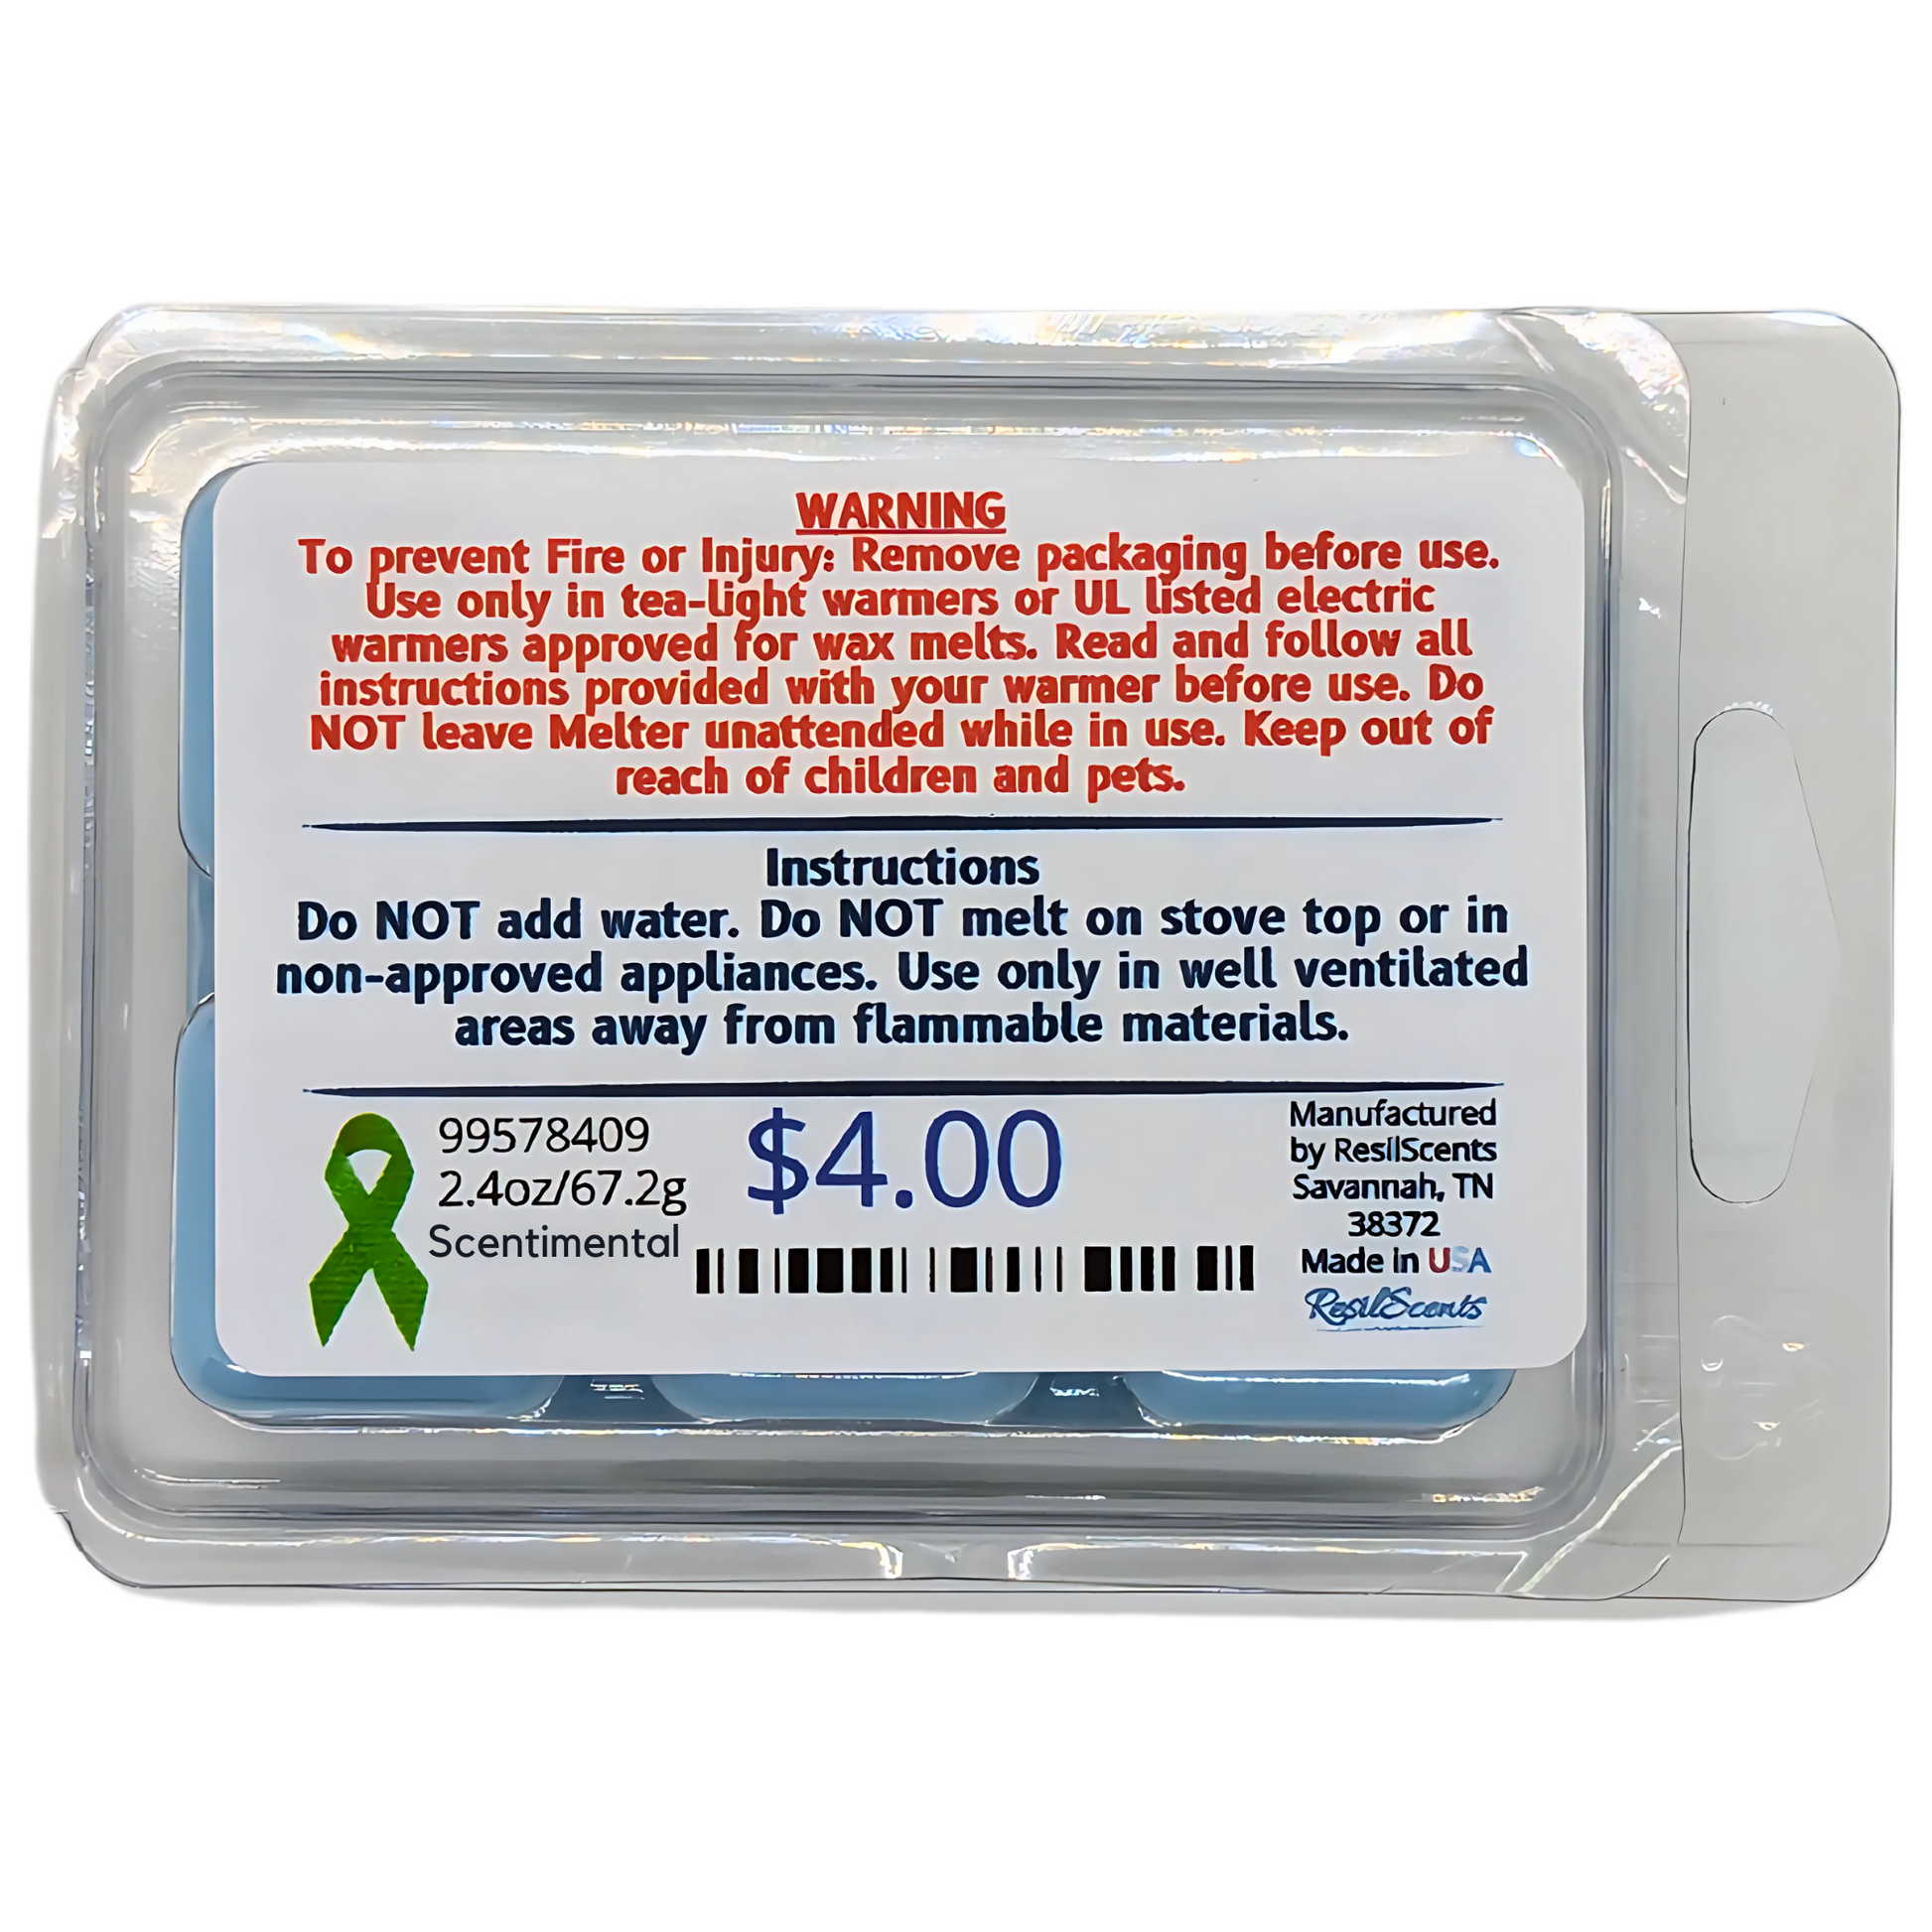 WARNING
To prevent Fire or Injury: Remove packaging before use.
Use only in tea-light warmers or UL listed electric
warmers approved for wax melts. Read and follow all
instructions provided with your warmer before use. Do
NOT leave Melter unattended while in use. Keep out of
reach of children and pets.
Instructions
Do NOT add water. Do NOT melt on stove top or in
non-approved appliances. Use only in well ventilated
areas away from flammable materials.
99578409
2.4oz/67.2g
Scentimental
$4.00
Manufactured
by ResilScents
Savannah, TN
38372
Made in USA
ResilScents